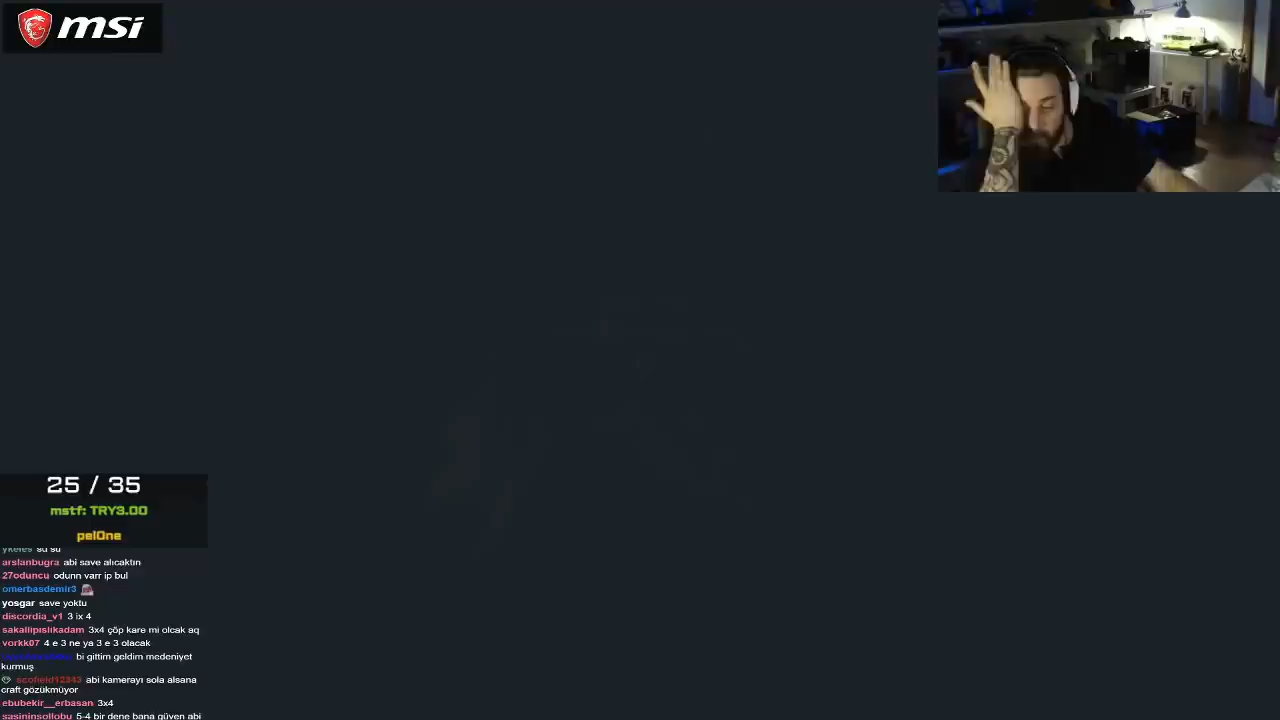 msi
25 / 35
mstf: TRY3.00
pelOne
ykeles su su
arslanbugra abi save alıcaktın
27oduncu odunn varr ip bul
omerbasdemir3
yosgar save yoktu
discordia_v1 3 ix 4
sakallipislikadam 3x4 çöp kare mi olcak aq
vorkk07 4 e 3 ne ya 3 e 3 olacak
bi gittim geldim medeniyet
kurmuş
scofield12343 abi kamerayı sola alsana
craft gözükmüyor
ebubekir__erbasan 3x4
sasininsollobu 5-4 bir dene bana güven abi